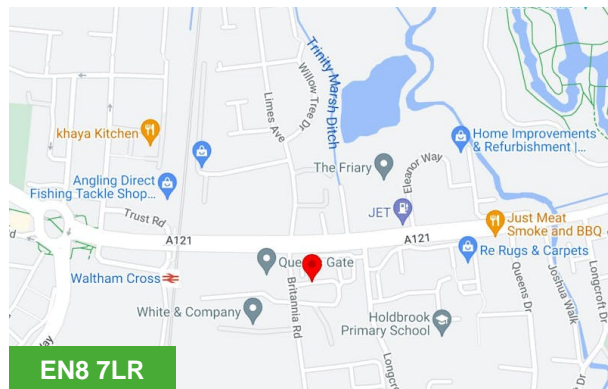 Willow Tree Dr
Limes Ave
Trinity Marsh Ditch
khaya Kitchen
Home Improvements
& Refurbishment |...
The Friary
Eleanor Way
Angling Direct
Fishing Tackle Shop...
Trust Rd
JET
Just Meat
Smoke and BBQ
A121
A121
Re Rugs & Carpets
Gate
Waltham Cross
Britannia Rd
White & Company
Holdbrook
Primary School
Queens Dr
Joshua Walk
Longcroft Dr
EN8 7LR